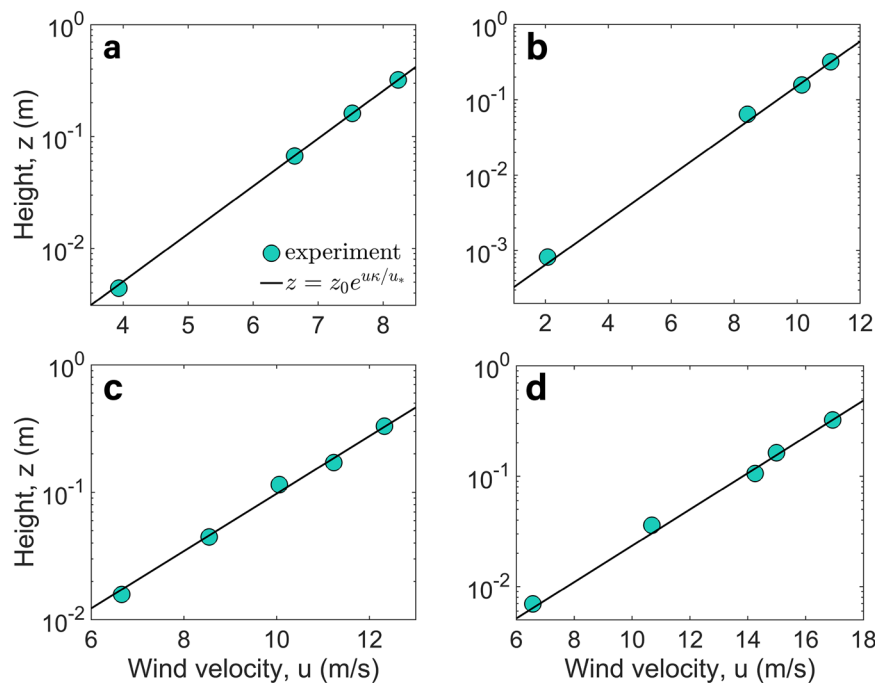 a
10^0
10^-1
10^-2
Height, z (m)
4 5 6 7 8
experiment
z = z_0e^{uκ/u_*}
b
10^0
10^-1
10^-2
10^-3
2 4 6 8 10 12
c
10^0
10^-1
10^-2
Height, z (m)
6 8 10 12
Wind velocity, u (m/s)
d
10^0
10^-1
10^-2
6 8 10 12 14 16 18
Wind velocity, u (m/s)